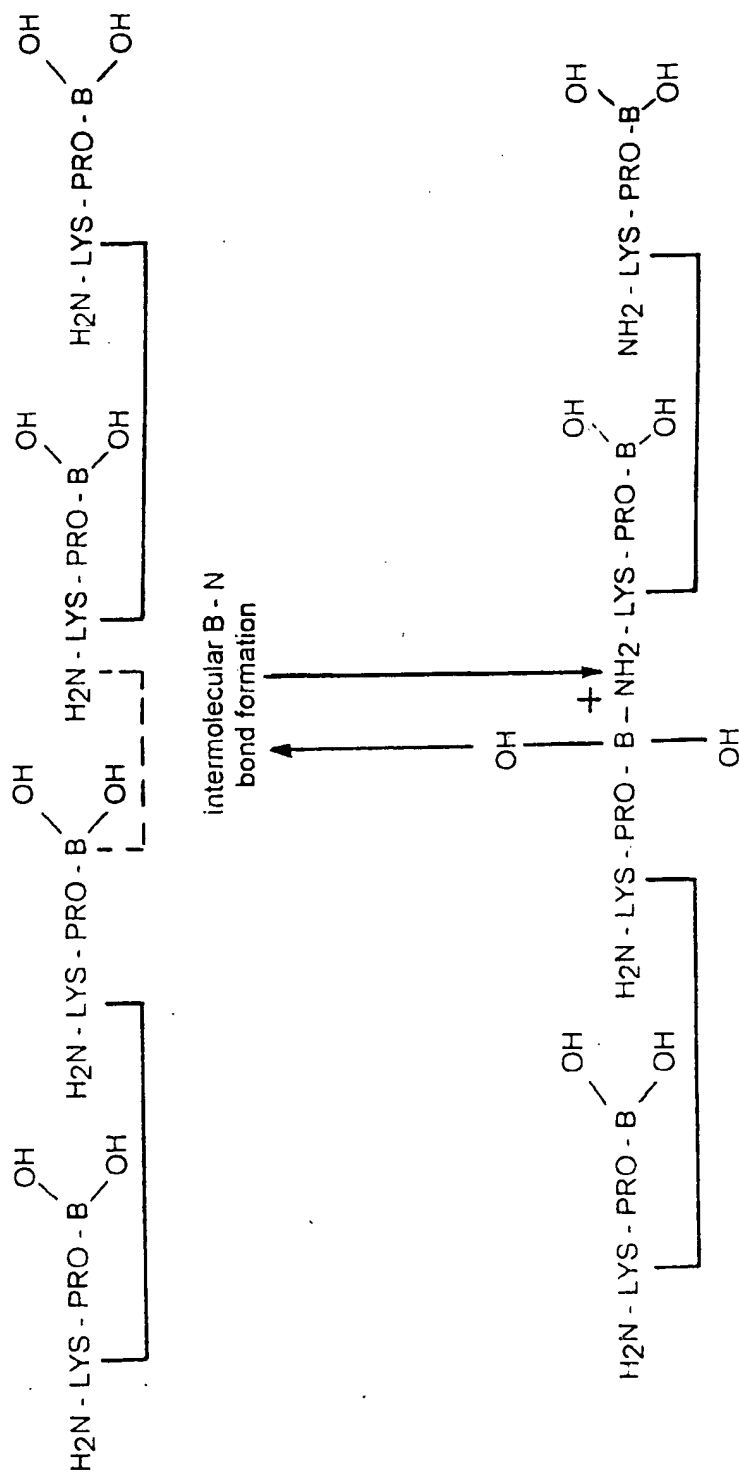 OH OH OH OH
H2N - LYS - PRO - B H2N - LYS - PRO - B H2N - LYS - PRO - B H2N - LYS - PRO - B
OH OH OH OH
intermolecular B - N
bond formation
OH
OH OH OH
+
H2N - LYS - PRO - B H2N - LYS - PRO - B – NH2 - LYS - PRO - B NH2 - LYS - PRO - B
OH OH OH
OH